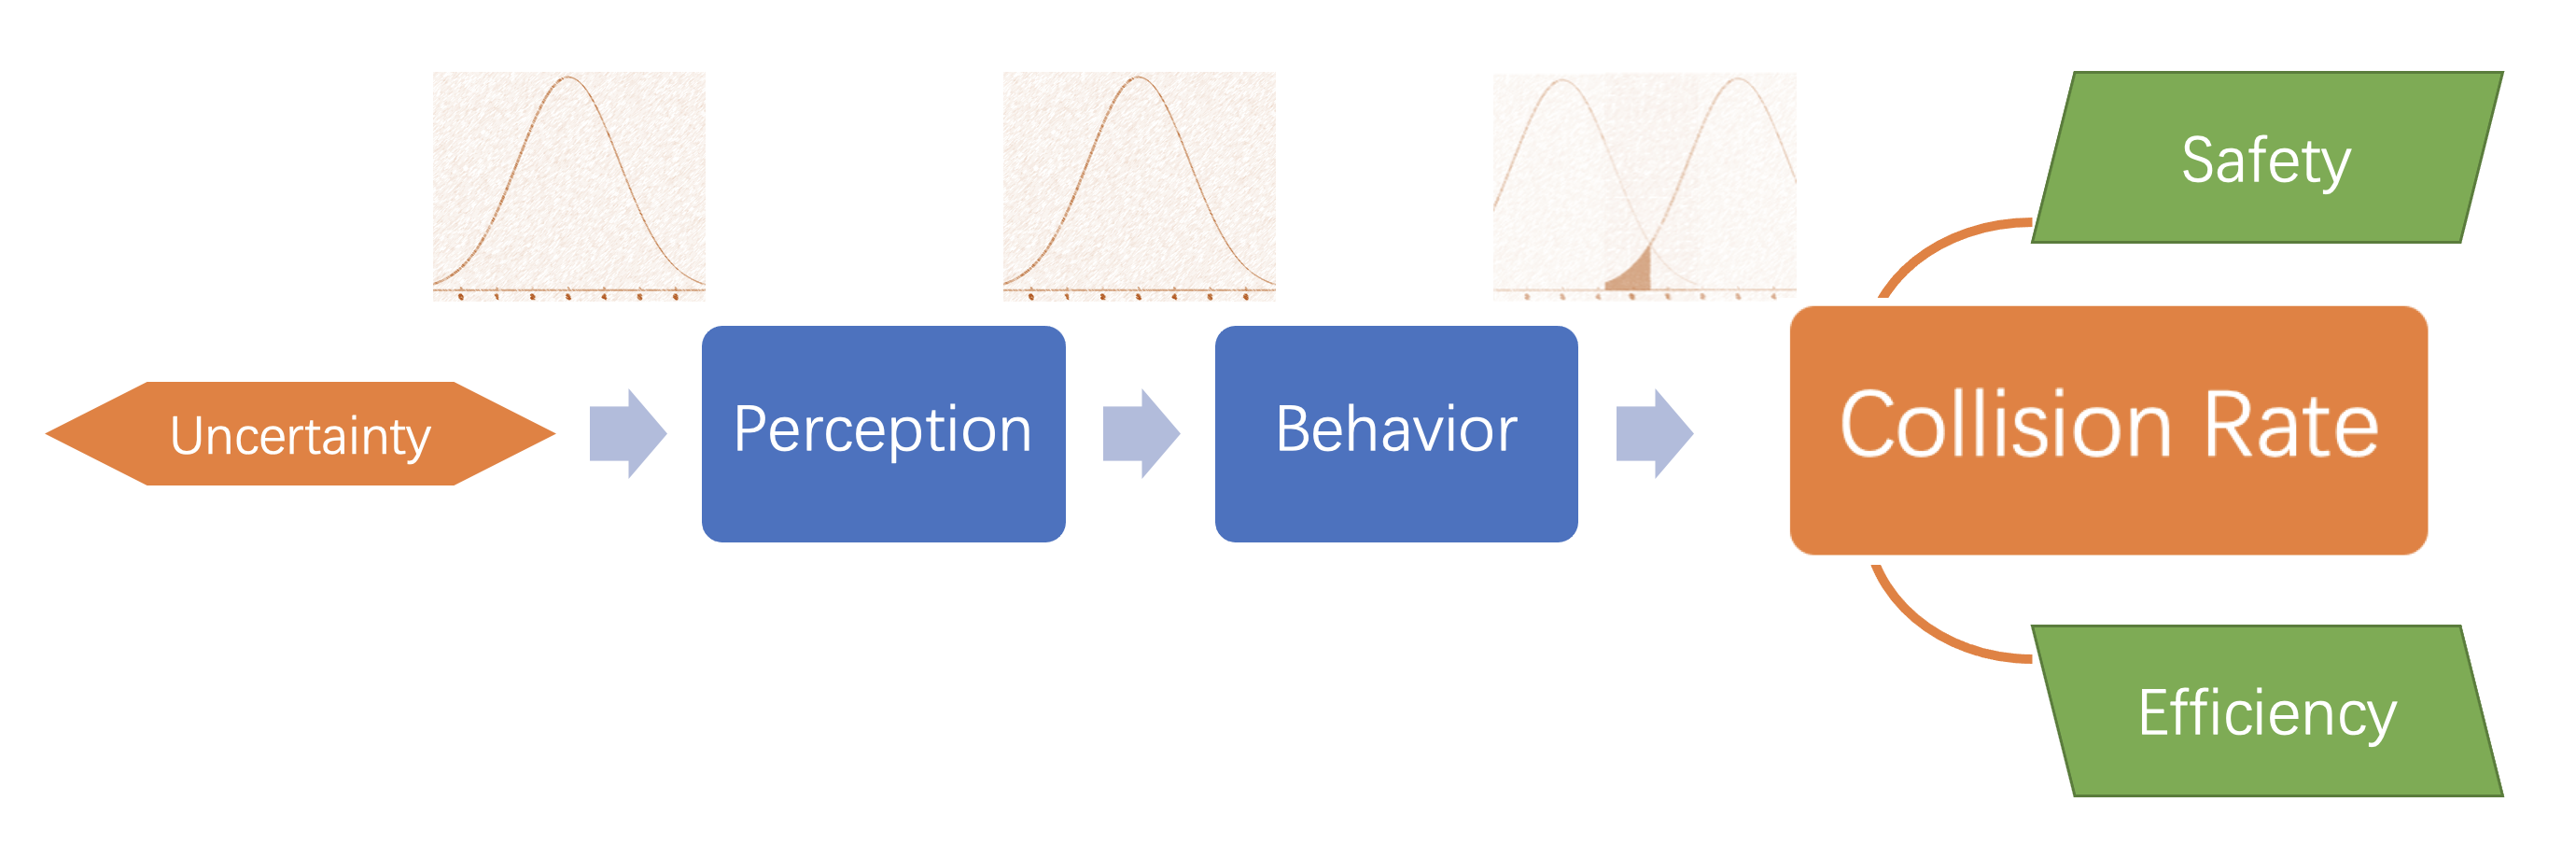 Uncertainty
Perception
Behavior
Collision Rate
Safety
Efficiency